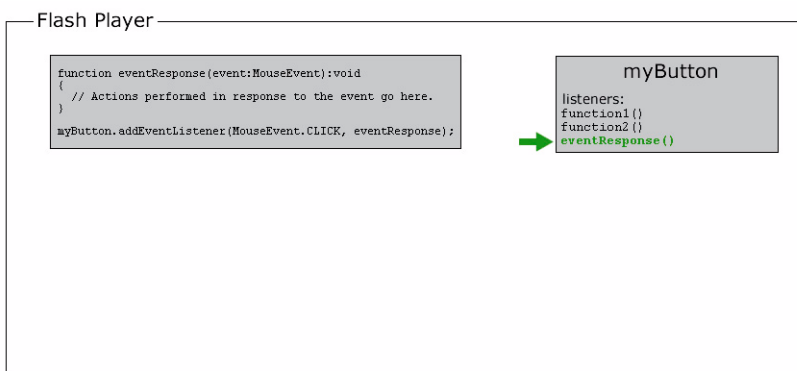 Flash Player
function eventResponse(event:MouseEvent):void
{
// Actions performed in response to the event go here.
}
myButton.addEventListener(MouseEvent.CLICK, eventResponse);
myButton
listeners:
function1()
function2()
eventResponse()